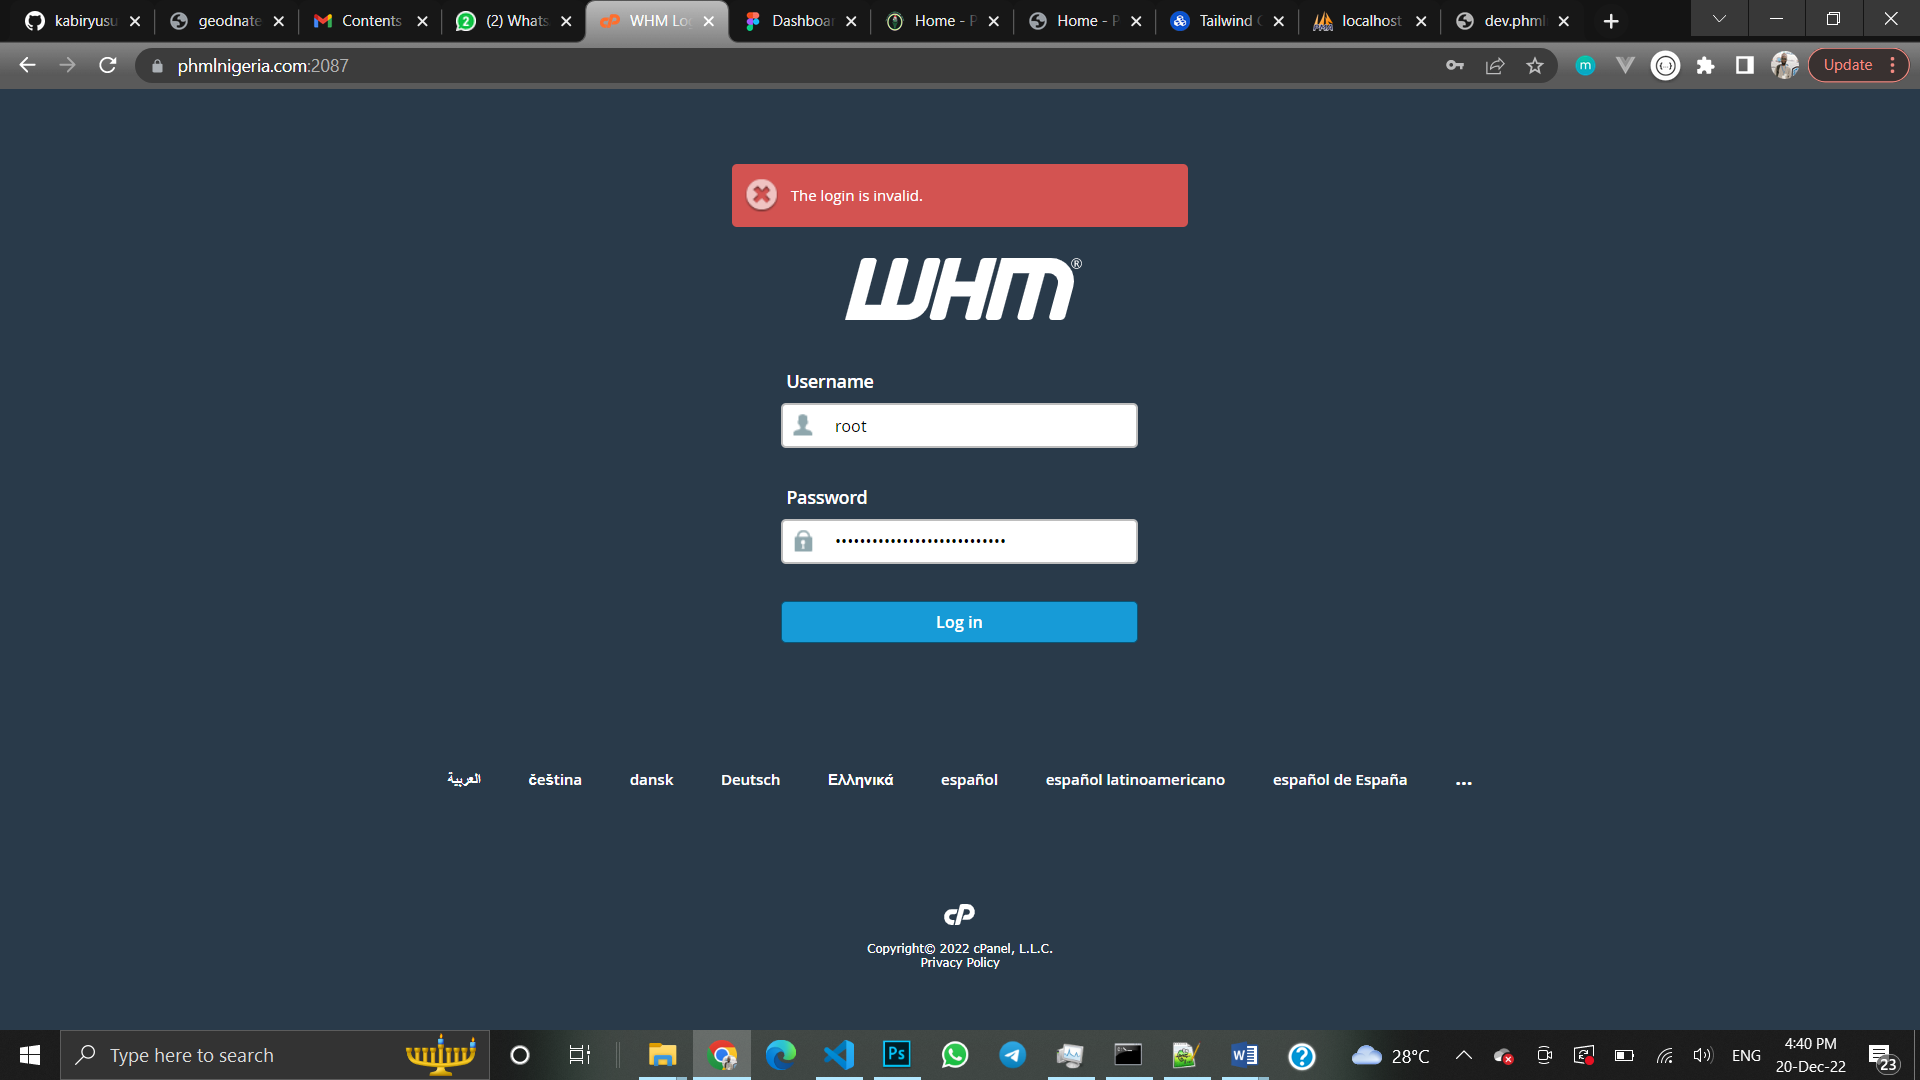 kabiryusu
geodnate
Contents
(2) Whats
WHM Lo
Dashboar
Home - P
Home - P
Tailwind
localhost
dev.phml
phmlnigeria.com:2087
Update
The login is invalid.
WHM®
Username
root
Password
Log in
العربية
čeština
dansk
Deutsch
Ελληνικά
español
español latinoamericano
español de España
...
cP
Copyright© 2022 cPanel, L.L.C.
Privacy Policy
Type here to search
28°C
ENG
4:40 PM
20-Dec-22
23